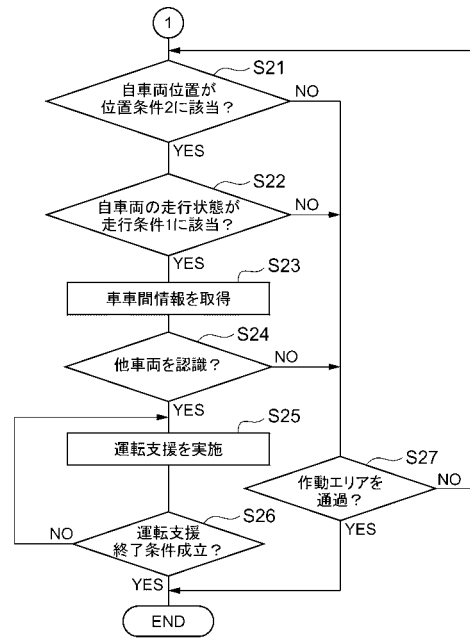 1
S21
自車両位置が
位置条件2に該当?
NO
YES
S22
自車両の走行状態が
走行条件1に該当?
NO
YES
S23
車車間情報を取得
S24
他車両を認識?
NO
YES
S25
運転支援を実施
S27
作動エリアを
通過?
NO
YES
S26
運転支援
終了条件成立?
NO
YES
END